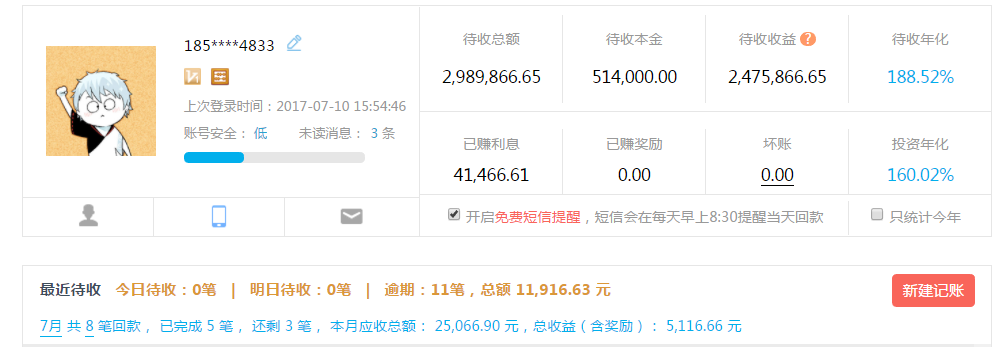 185****4833
上次登录时间：2017-07-10 15:54:46
账号安全： 低 未读消息： 3 条
待收总额 待收本金 待收收益 ? 待收年化
2,989,866.65 514,000.00 2,475,866.65 188.52%
已赚利息 已赚奖励 坏账 投资年化
41,466.61 0.00 0.00 160.02%
开启免费短信提醒，短信会在每天早上8:30提醒当天回款 只统计今年
最近待收 今日待收：0笔 | 明日待收：0笔 | 逾期：11笔，总额 11,916.63 元
新建记账
7月 共 8 笔回款， 已完成 5 笔， 还剩 3 笔， 本月应收总额： 25,066.90 元，总收益（含奖励）： 5,116.66 元